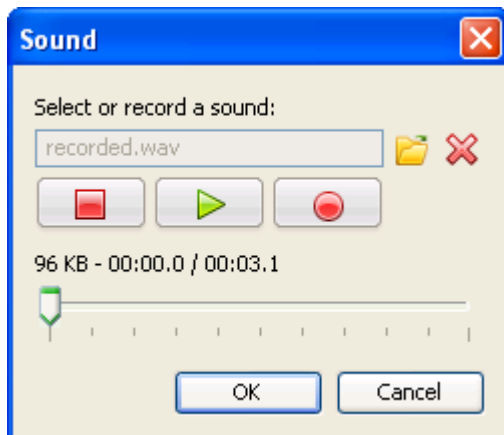 Sound
Select or record a sound:
recorded.wav
96 KB - 00:00.0 / 00:03.1
OK Cancel